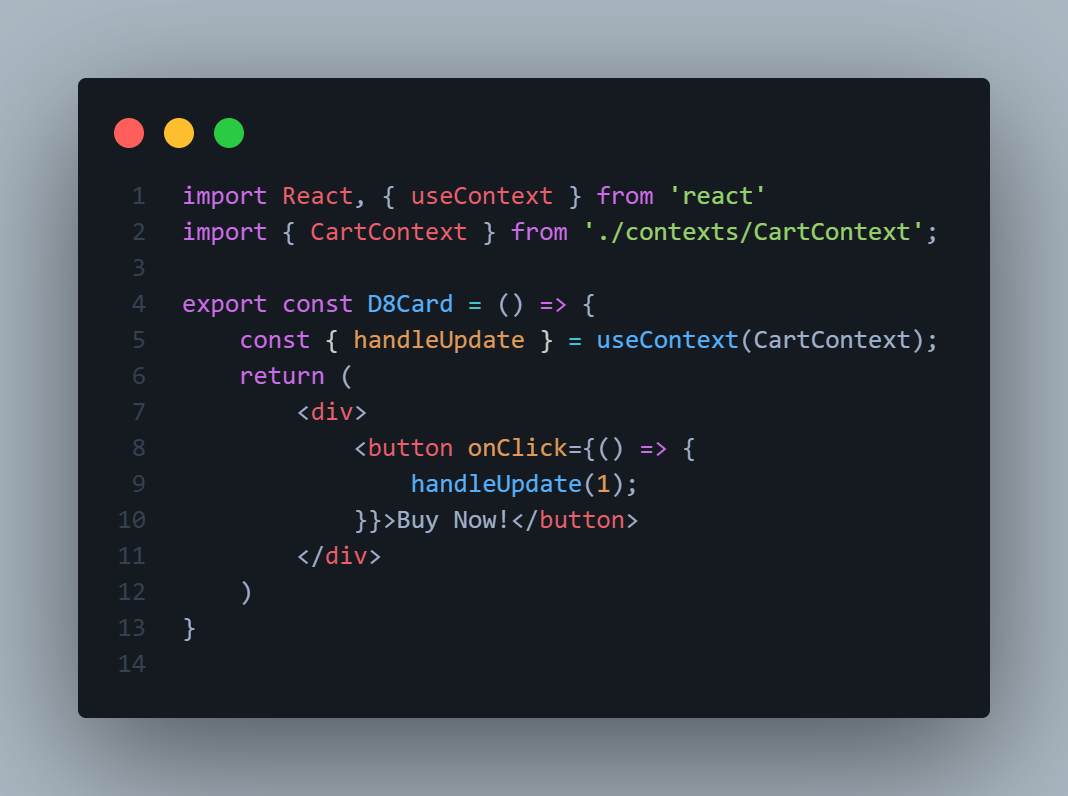 1 import React, { useContext } from 'react'
2 import { CartContext } from './contexts/CartContext';
3
4 export const D8Card = () => {
5     const { handleUpdate } = useContext(CartContext);
6     return (
7         <div>
8             <button onClick={() => {
9                 handleUpdate(1);
10             }}>Buy Now!</button>
11         </div>
12     )
13 }
14